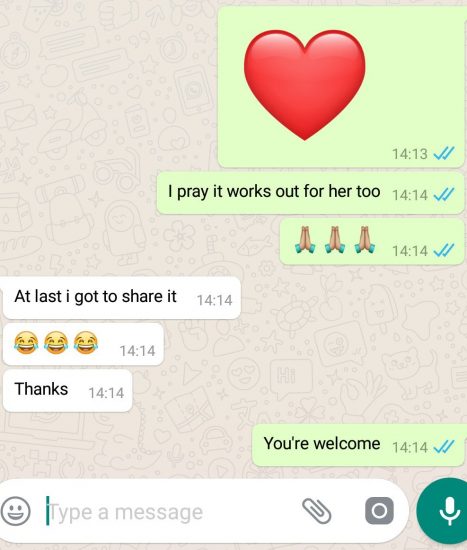 14:13
I pray it works out for her too 14:14
🙏🏽🙏🏽🙏🏽 14:14
At last i got to share it 14:14
😂😂😂 14:14
Thanks 14:14
You're welcome 14:14
Type a message